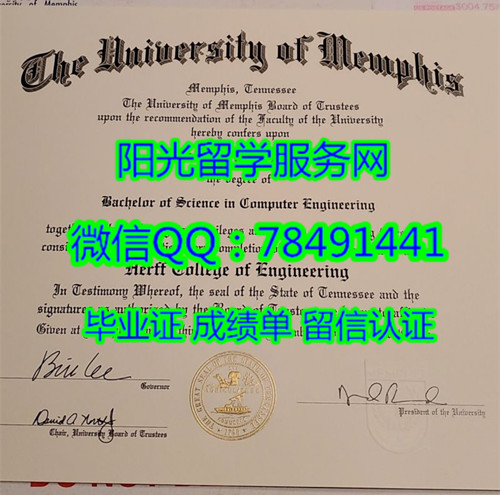 The University of Memphis
Memphis, Tennessee
The University of Memphis Board of Trustees
upon the recommendation of the Faculty of the University
hereby confers upon
阳光留学服务网
the degree of
Bachelor of Science in Computer Engineering
微信QQ：78491441
Herff College of Engineering
In Testimony Whereof, the seal of the State of Tennessee and the
毕业证 成绩单 留信认证
Given at
Bill Lee
Governor
President of the University
Chair, University Board of Trustees